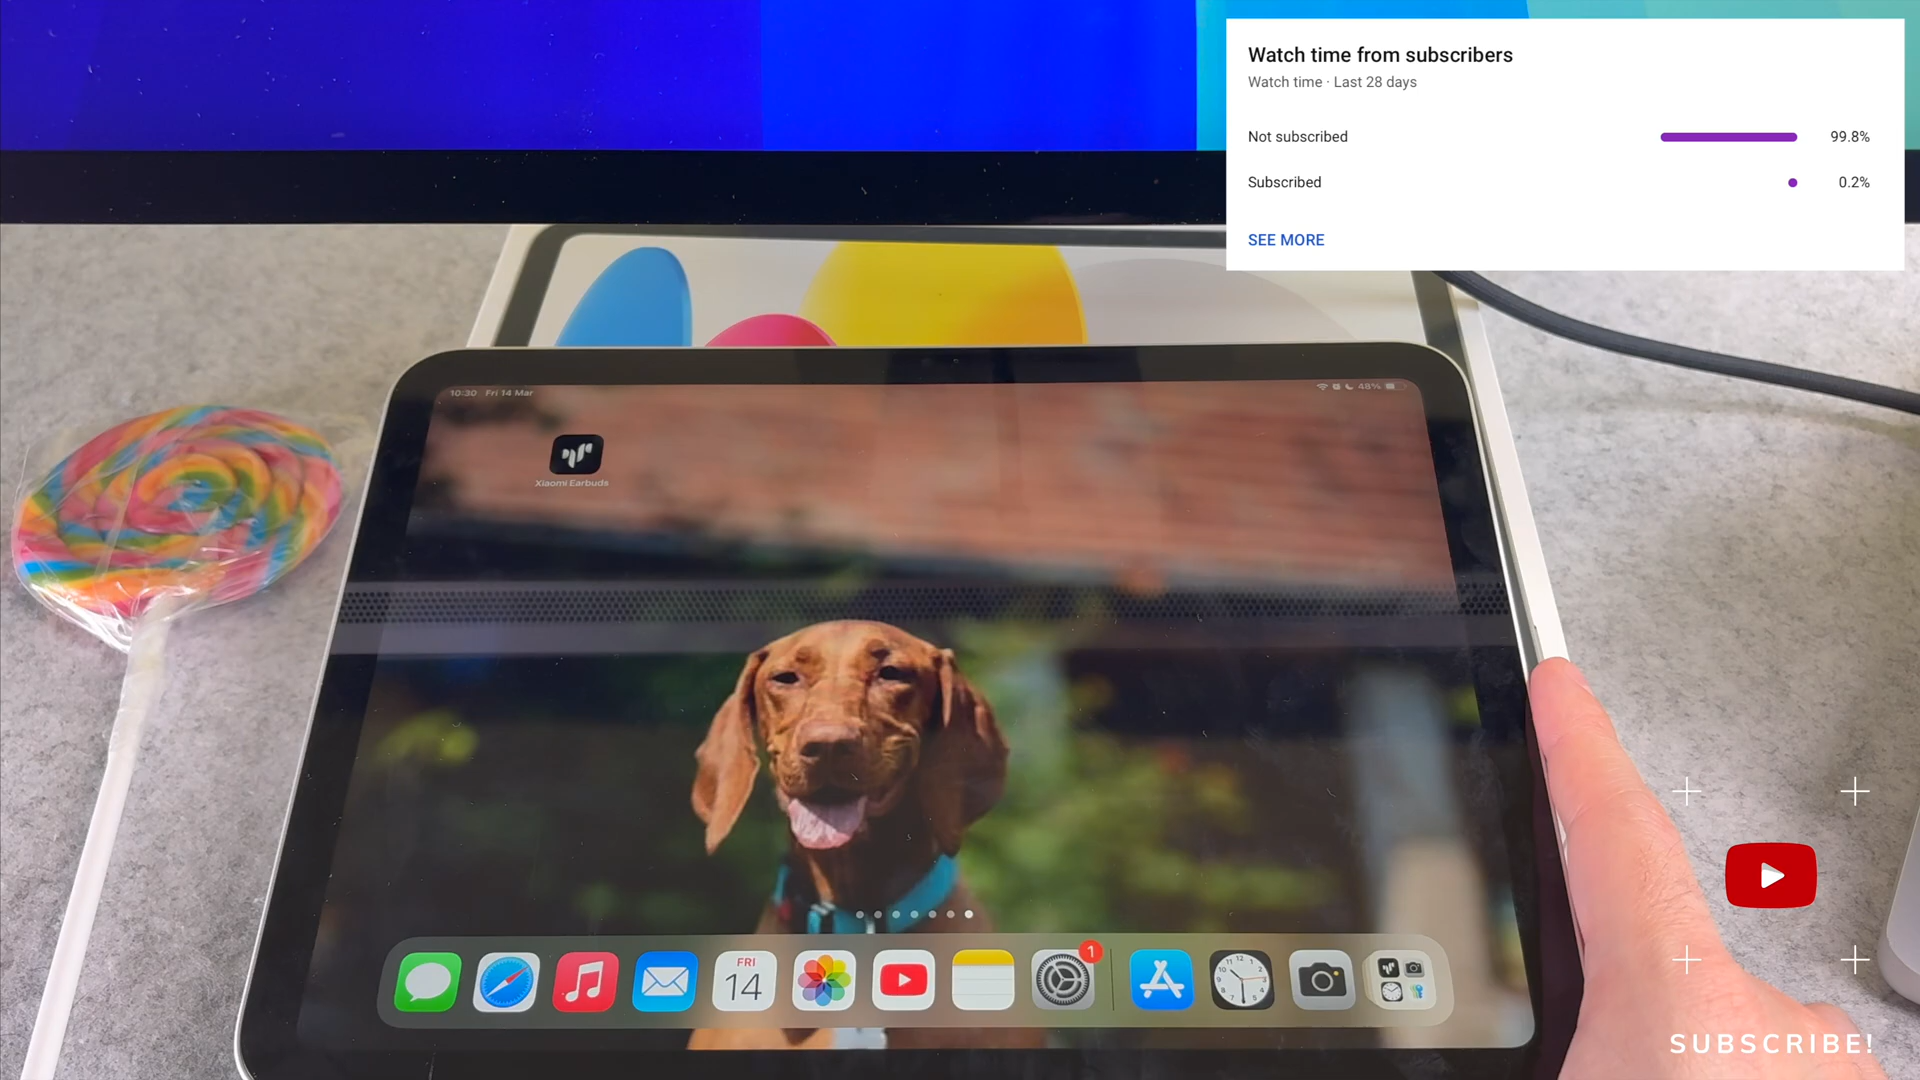 Watch time from subscribers
Watch time · Last 28 days
Not subscribed 99.8%
Subscribed 0.2%
SEE MORE
10:30 Fri 14 Mar 48%
Xiaomi Earbuds
1
FRI
14
SUBSCRIBE!